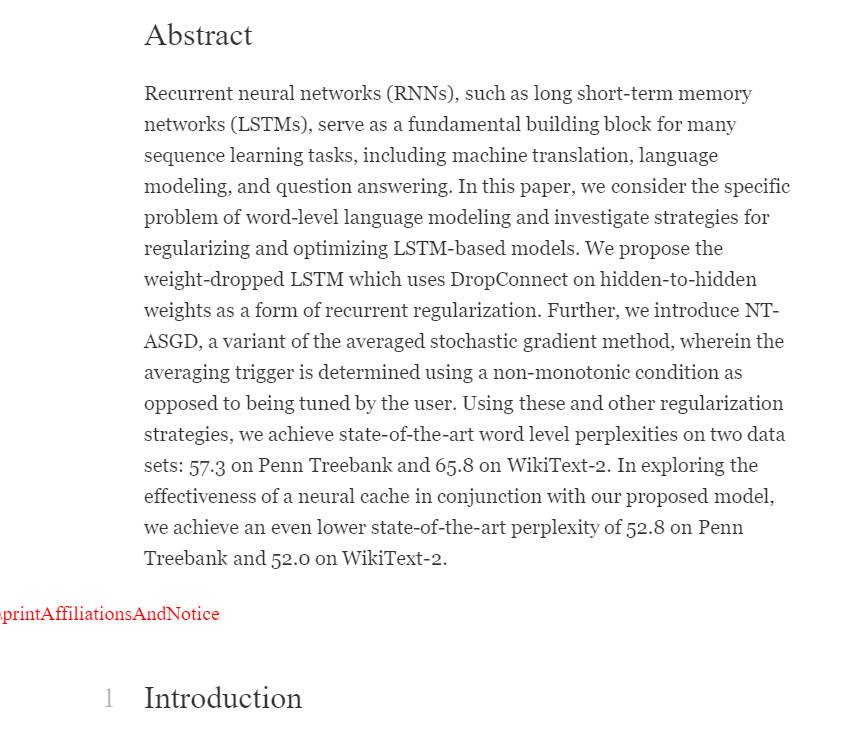 Abstract
Recurrent neural networks (RNNs), such as long short-term memory
networks (LSTMs), serve as a fundamental building block for many
sequence learning tasks, including machine translation, language
modeling, and question answering. In this paper, we consider the specific
problem of word-level language modeling and investigate strategies for
regularizing and optimizing LSTM-based models. We propose the
weight-dropped LSTM which uses DropConnect on hidden-to-hidden
weights as a form of recurrent regularization. Further, we introduce NT-
ASGD, a variant of the averaged stochastic gradient method, wherein the
averaging trigger is determined using a non-monotonic condition as
opposed to being tuned by the user. Using these and other regularization
strategies, we achieve state-of-the-art word level perplexities on two data
sets: 57.3 on Penn Treebank and 65.8 on WikiText-2. In exploring the
effectiveness of a neural cache in conjunction with our proposed model,
we achieve an even lower state-of-the-art perplexity of 52.8 on Penn
Treebank and 52.0 on WikiText-2.
\printAffiliationsAndNotice
1 Introduction